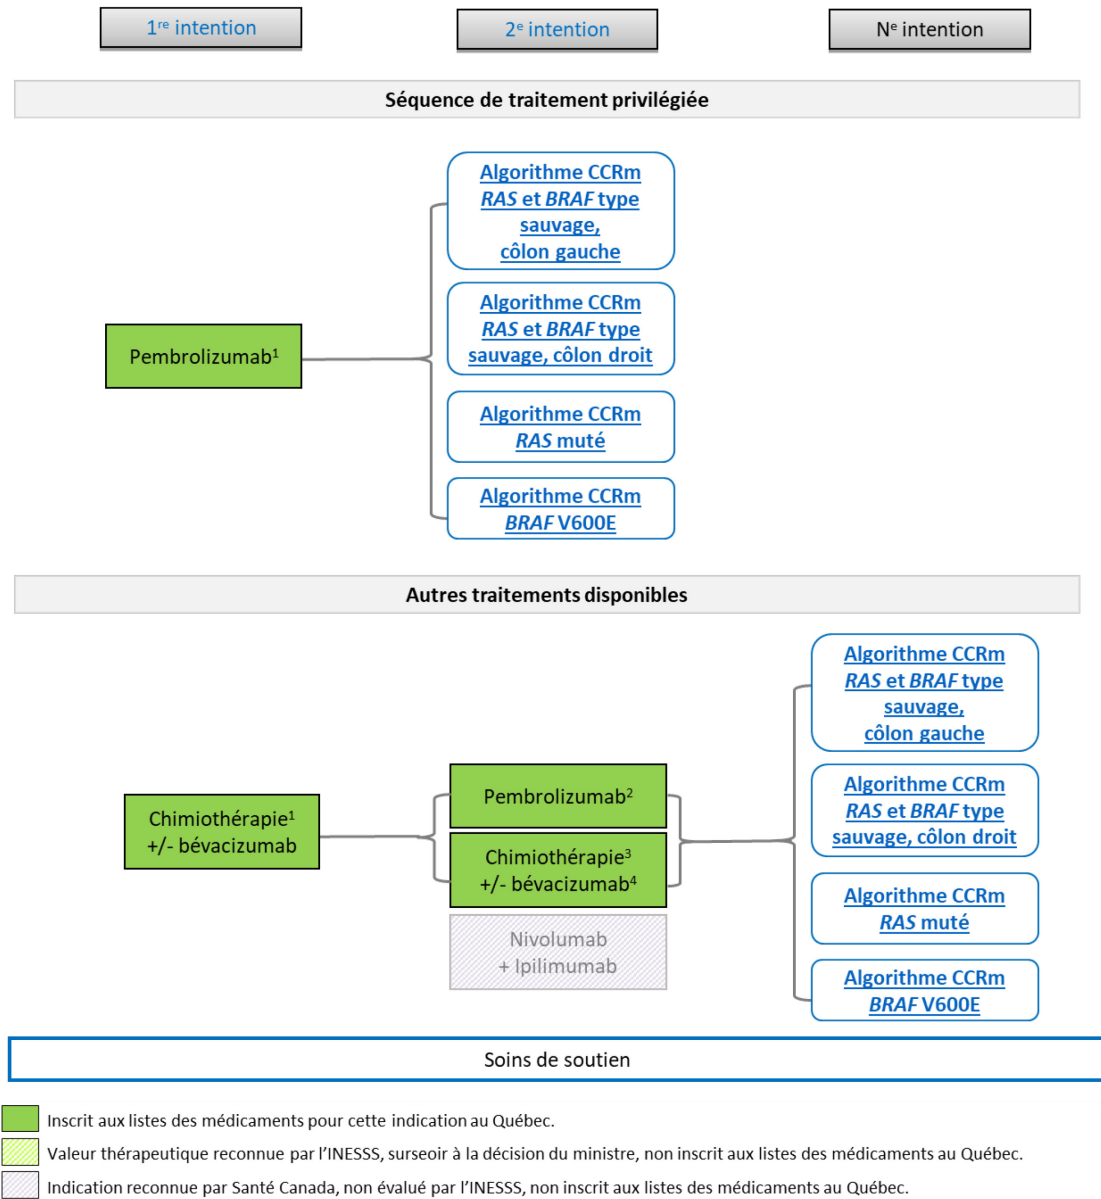 1re intention
2e intention
Ne intention
Séquence de traitement privilégiée
Algorithme CCRm
RAS et BRAF type
sauvage,
côlon gauche
Algorithme CCRm
RAS et BRAF type
sauvage, côlon droit
Pembrolizumab1
Algorithme CCRm
RAS muté
Algorithme CCRm
BRAF V600E
Autres traitements disponibles
Chimiothérapie1
+/- bévacizumab
Pembrolizumab2
Chimiothérapie3
+/- bévacizumab4
Nivolumab
+ Ipilimumab
Algorithme CCRm
RAS et BRAF type
sauvage,
côlon gauche
Algorithme CCRm
RAS et BRAF type
sauvage, côlon droit
Algorithme CCRm
RAS muté
Algorithme CCRm
BRAF V600E
Soins de soutien
Inscrit aux listes des médicaments pour cette indication au Québec.
Valeur thérapeutique reconnue par l'INESSS, surseoir à la décision du ministre, non inscrit aux listes des médicaments au Québec.
Indication reconnue par Santé Canada, non évalué par l'INESSS, non inscrit aux listes des médicaments au Québec.